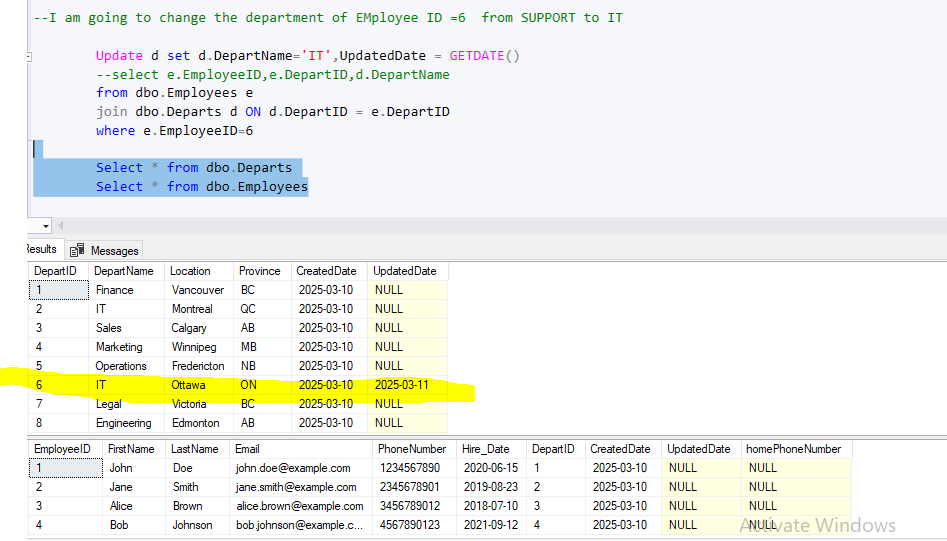 --I am going to change the department of EMployee ID =6  from SUPPORT to IT
Update d set d.DepartName='IT',UpdatedDate = GETDATE()
--select e.EmployeeID,e.DepartID,d.DepartName
from dbo.Employees e
join dbo.Departs d ON d.DepartID = e.DepartID
where e.EmployeeID=6
Select * from dbo.Departs
Select * from dbo.Employees
Results Messages
DepartID DepartName Location Province CreatedDate UpdatedDate
1 Finance Vancouver BC 2025-03-10 NULL
2 IT Montreal QC 2025-03-10 NULL
3 Sales Calgary AB 2025-03-10 NULL
4 Marketing Winnipeg MB 2025-03-10 NULL
5 Operations Fredericton NB 2025-03-10 NULL
6 IT Ottawa ON 2025-03-10 2025-03-11
7 Legal Victoria BC 2025-03-10 NULL
8 Engineering Edmonton AB 2025-03-10 NULL
EmployeeID FirstName LastName Email PhoneNumber Hire_Date DepartID CreatedDate UpdatedDate homePhoneNumber
1 John Doe john.doe@example.com 1234567890 2020-06-15 1 2025-03-10 NULL NULL
2 Jane Smith jane.smith@example.com 2345678901 2019-08-23 2 2025-03-10 NULL NULL
3 Alice Brown alice.brown@example.com 3456789012 2018-07-10 3 2025-03-10 NULL NULL
4 Bob Johnson bob.johnson@example.c... 4567890123 2021-09-12 4 2025-03-10 NULL NULL
Activate Windows